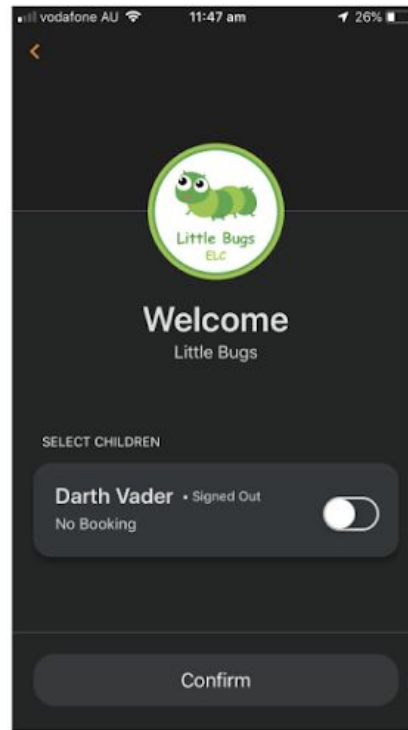 vodafone AU 11:47 am 26%
Little Bugs
ELC
Welcome
Little Bugs
SELECT CHILDREN
Darth Vader • Signed Out
No Booking
Confirm